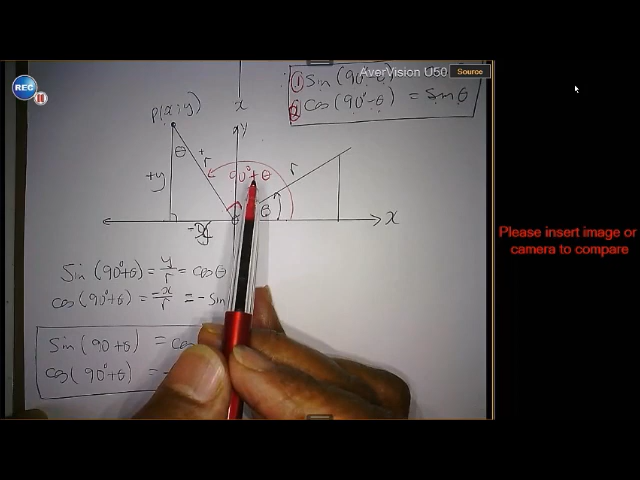 REC
AverVision U50
Source
① Sin (90°-θ)
② cos (90°-θ) = Sinθ
x
y
P(x;y)
θ
+
r
90°+θ
r
+y
θ
x
Sin (90°+θ) = y/r = cosθ
cos (90°+θ) = -x/r = -sin
Sin (90+θ) = cos
cos (90°+θ) = -
Please insert image or
camera to compare